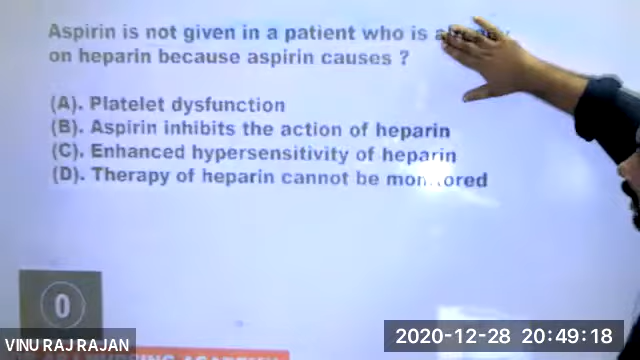 Aspirin is not given in a patient who is
on heparin because aspirin causes ?
(A). Platelet dysfunction
(B). Aspirin inhibits the action of heparin
(C). Enhanced hypersensitivity of heparin
(D). Therapy of heparin cannot be monitored
0
VINU RAJ RAJAN
2020-12-28 20:49:18